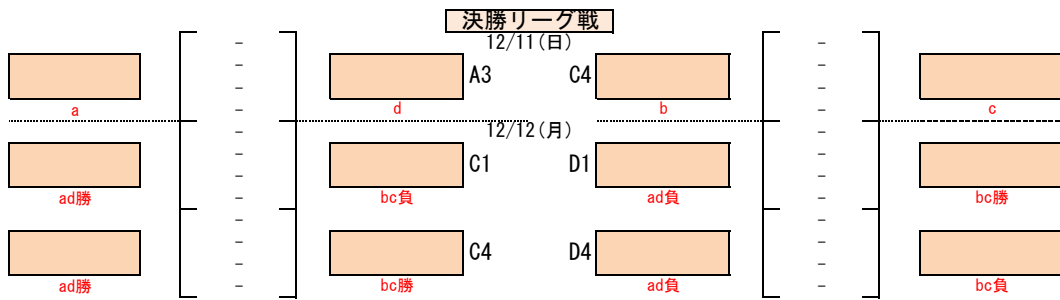 決勝リーグ戦
12/11(日)
A3 C4
a d b c
12/12(月)
C1 D1
ad勝 bc負 ad負 bc勝
C4 D4
ad勝 bc勝 ad負 bc負